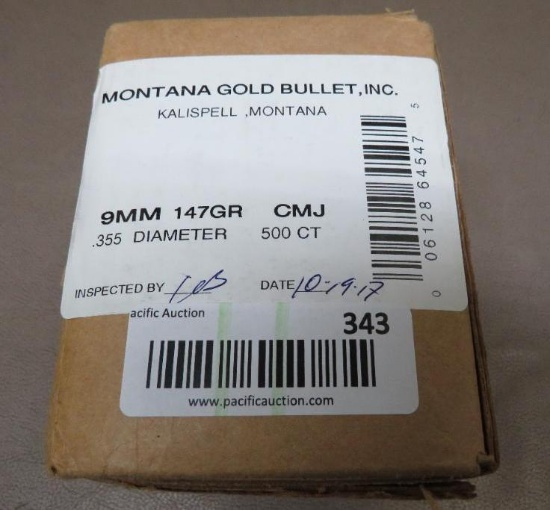 MONTANA GOLD BULLET, INC.
KALISPELL ,MONTANA
9MM 147GR CMJ
.355 DIAMETER 500 CT
INSPECTED BY
DATE 10-19-17
0 06128 64547 5
acific Auction
343
www.pacificauction.com